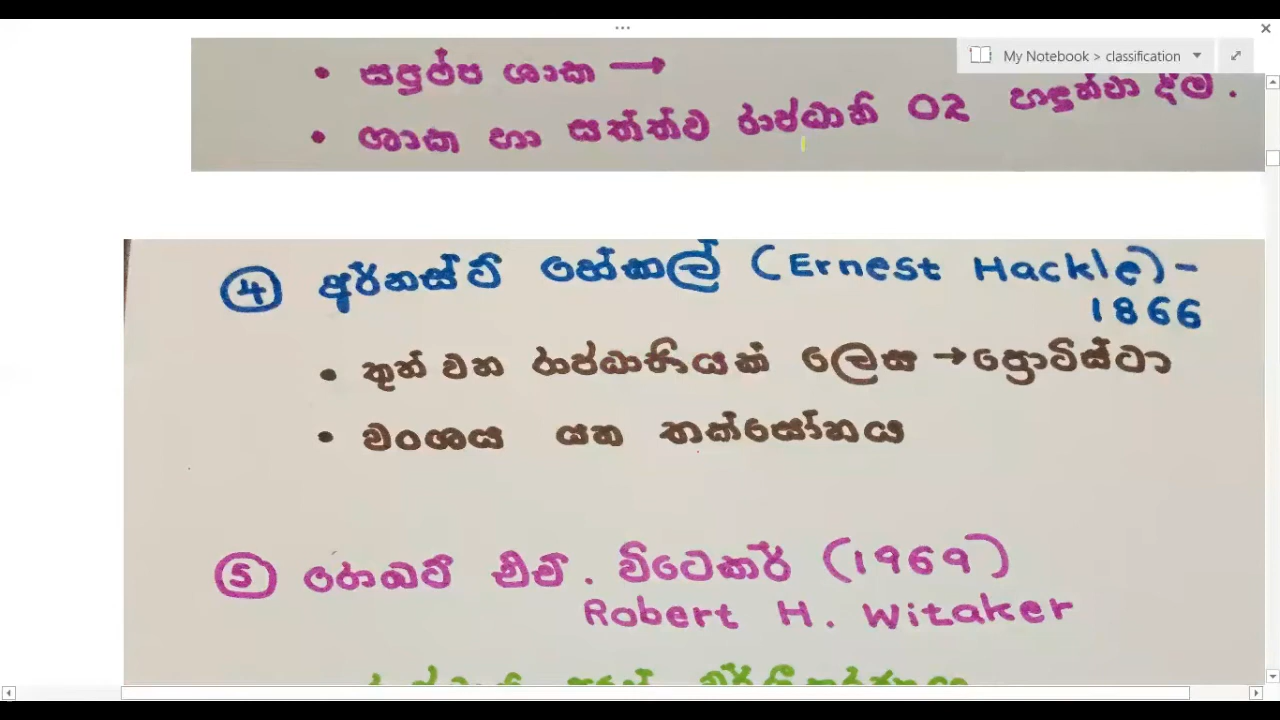 My Notebook > classification
• සපුෂ්ප ශාක →
• ශාක හා සත්ත්ව රාජධානි 02 හඳුන්වා දීම.
④ අර්නස්ට් හේකල් (Ernest Hackle) -
1866
• තුන් වන රාජධානියක් ලෙස → ප්‍රොටිස්ටා
• වංශය යන තක්සෝනය
⑤ රොබට් එච්. විටෙකර් (1969)
Robert H. Witaker